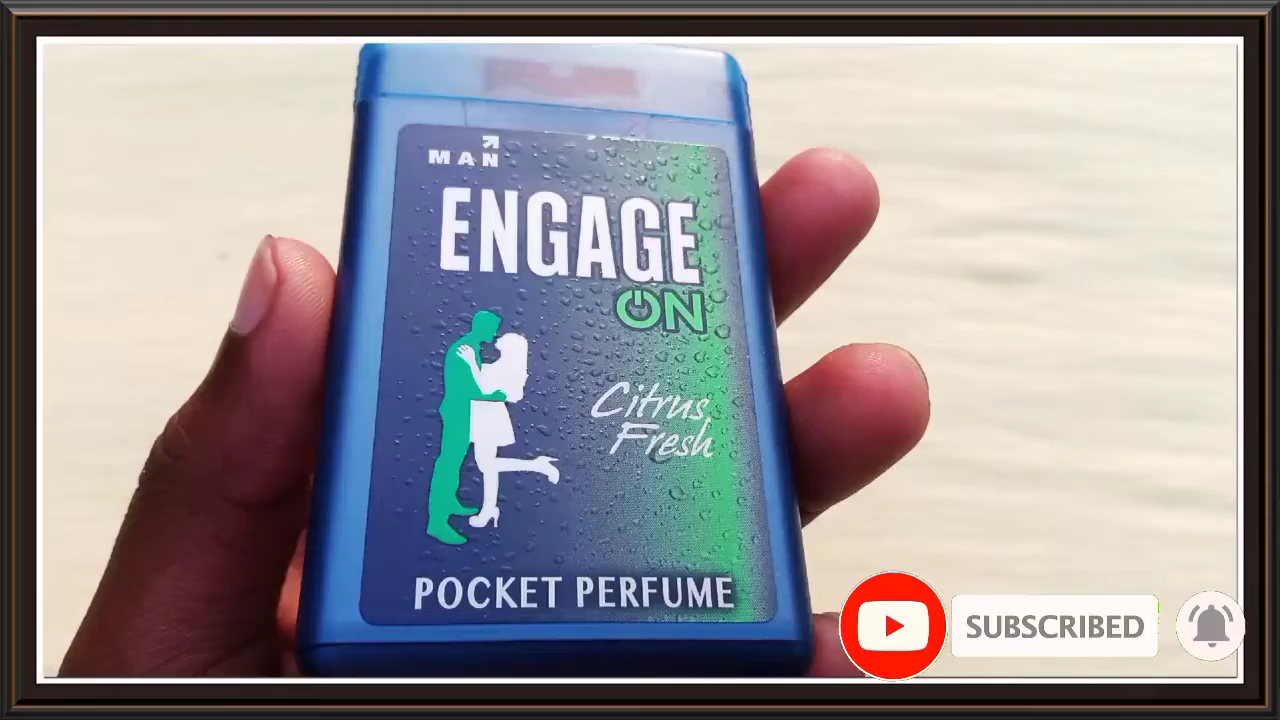 MAN
ENGAGE
ON
Citrus
Fresh
POCKET PERFUME
SUBSCRIBED